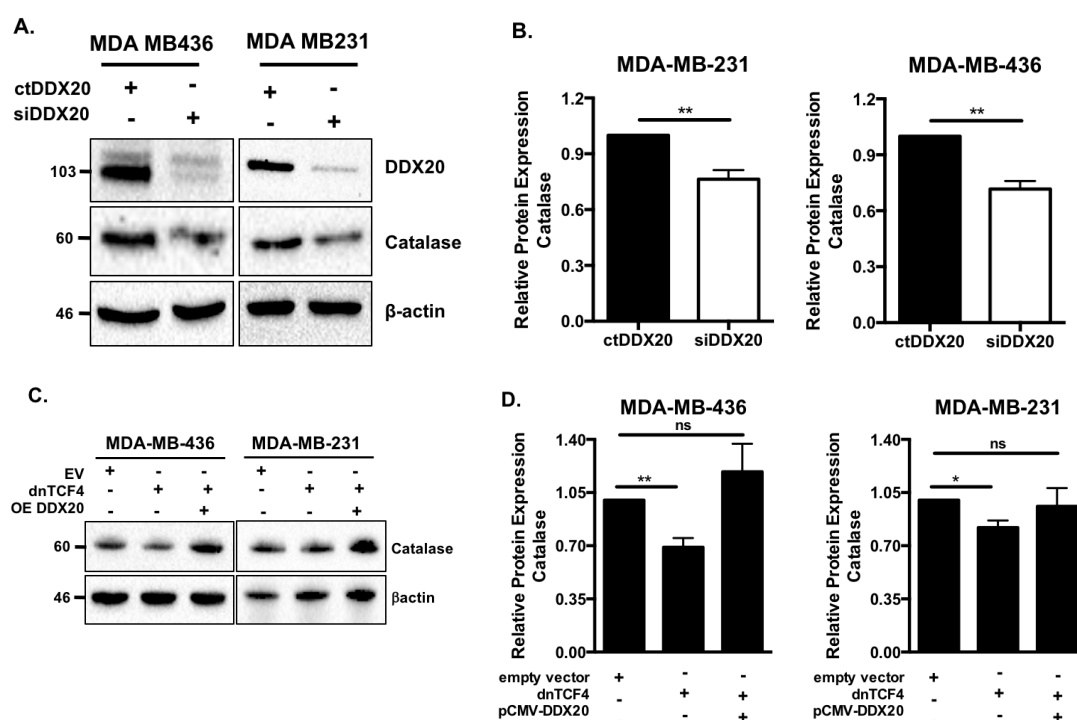 A.
MDA MB436 MDA MB231
ctDDX20 + - + -
siDDX20 - + - +
103 DDX20
60 Catalase
46 β-actin
B.
MDA-MB-231
Relative Protein Expression
Catalase
1.2
0.9
0.6
0.3
0.0
**
ctDDX20 siDDX20
MDA-MB-436
Relative Protein Expression
Catalase
1.2
0.9
0.6
0.3
0.0
**
ctDDX20 siDDX20
C.
MDA-MB-436 MDA-MB-231
EV + - - + - -
dnTCF4 - + + - + +
OE DDX20 - - + - - +
60 Catalase
46 βactin
D.
MDA-MB-436
Relative Protein Expression
Catalase
1.40
1.05
0.70
0.35
0.00
ns
**
empty vector + - -
dnTCF4 - + +
pCMV-DDX20 - - +
MDA-MB-231
Relative Protein Expression
Catalase
1.40
1.05
0.70
0.35
0.00
ns
*
empty vector + - -
dnTCF4 - + +
pCMV-DDX20 - - +